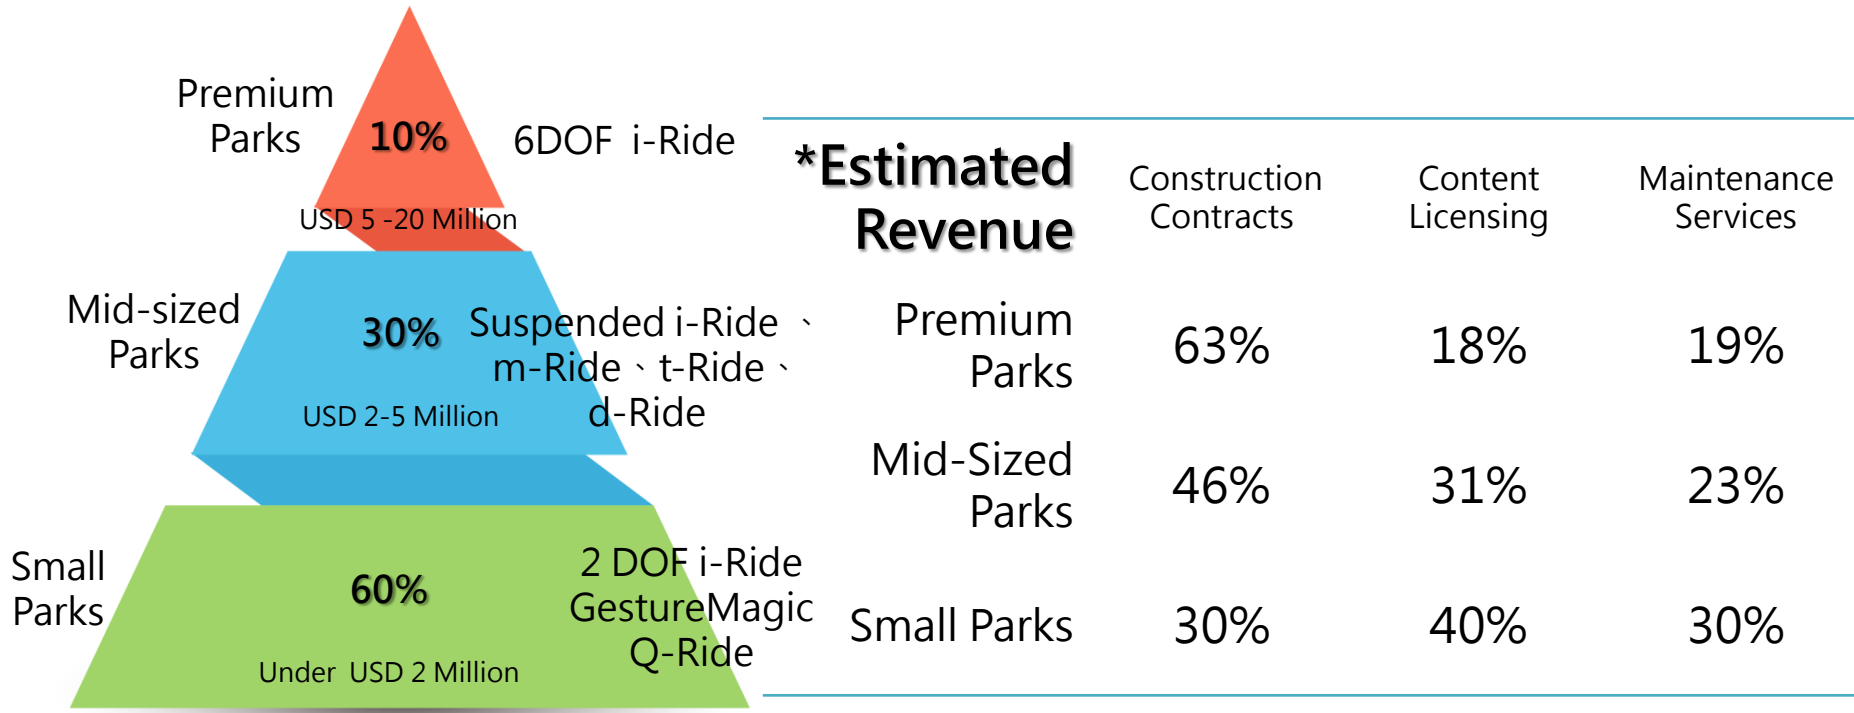 Premium
Parks
10%
6DOF i-Ride
USD 5 -20 Million
Mid-sized
Parks
30%
Suspended i-Ride 、
m-Ride、t-Ride、
d-Ride
USD 2-5 Million
Small
Parks
60%
2 DOF i-Ride
GestureMagic
Q-Ride
Under USD 2 Million
*Estimated
Revenue
Construction
Contracts
Content
Licensing
Maintenance
Services
Premium
Parks
63%
18%
19%
Mid-Sized
Parks
46%
31%
23%
Small Parks
30%
40%
30%